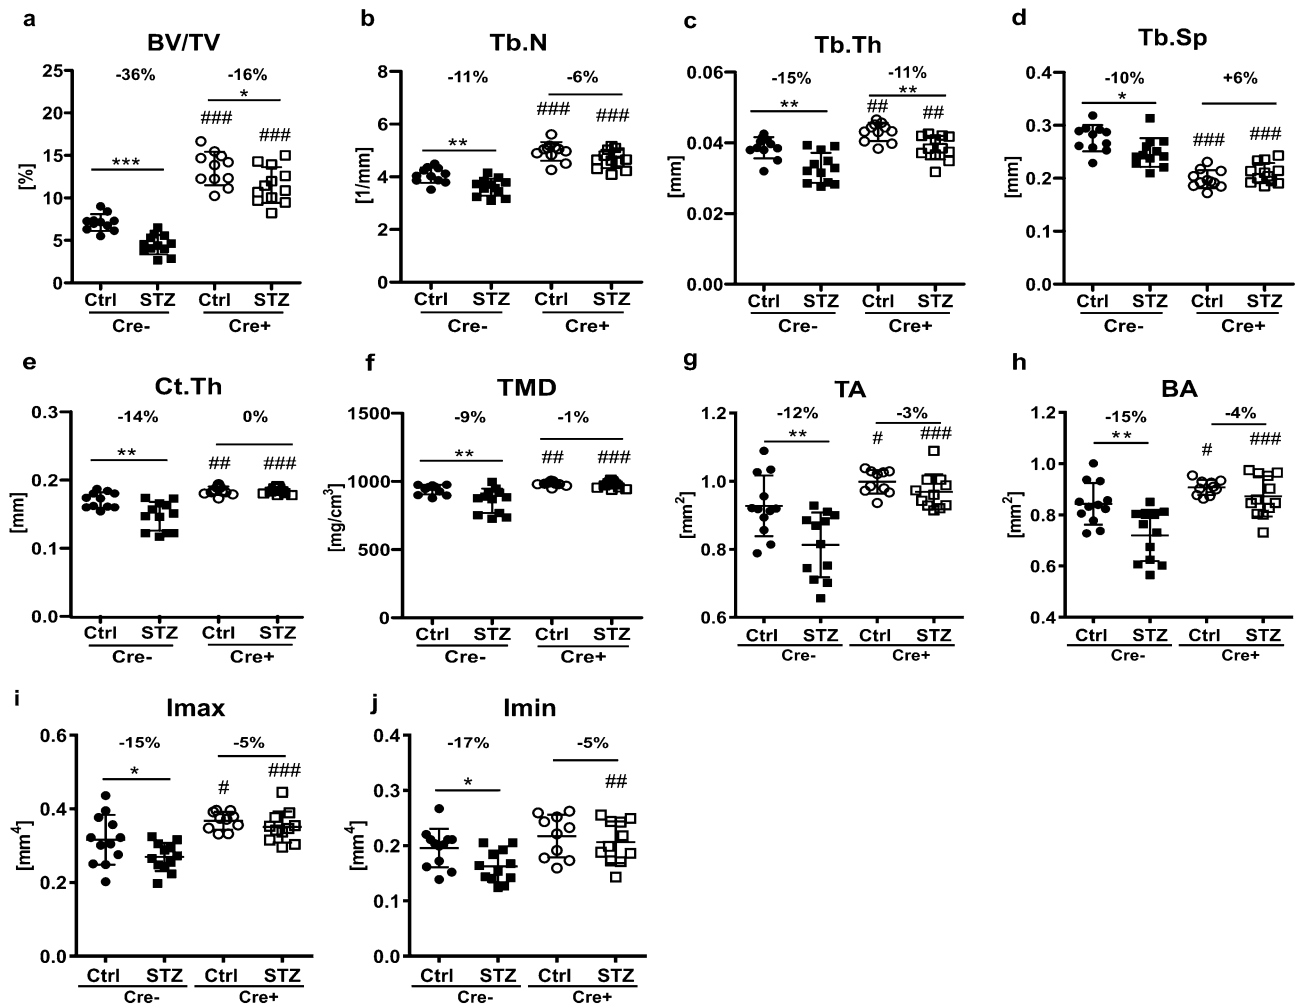 a
BV/TV
-36%
-16%
*
###
###
***
25
20
15
10
5
0
[%]
Ctrl STZ Ctrl STZ
Cre- Cre+
b
Tb.N
-11%
-6%
###
###
**
8
6
4
2
0
[1/mm]
Ctrl STZ Ctrl STZ
Cre- Cre+
c
Tb.Th
-15%
-11%
**
**
##
##
0.06
0.04
0.02
0.00
[mm]
Ctrl STZ Ctrl STZ
Cre- Cre+
d
Tb.Sp
-10%
+6%
*
###
###
0.4
0.3
0.2
0.1
0.0
[mm]
Ctrl STZ Ctrl STZ
Cre- Cre+
e
Ct.Th
-14%
0%
**
##
###
0.3
0.2
0.1
0.0
[mm]
Ctrl STZ Ctrl STZ
Cre- Cre+
f
TMD
-9%
-1%
**
##
###
1500
1000
500
0
[mg/cm³]
Ctrl STZ Ctrl STZ
Cre- Cre+
g
TA
-12%
-3%
**
#
###
1.2
1.0
0.8
0.6
[mm²]
Ctrl STZ Ctrl STZ
Cre- Cre+
h
BA
-15%
-4%
**
#
###
1.2
1.0
0.8
0.6
0.4
[mm²]
Ctrl STZ Ctrl STZ
Cre- Cre+
i
Imax
-15%
-5%
*
#
###
0.6
0.4
0.2
0.0
[mm⁴]
Ctrl STZ Ctrl STZ
Cre- Cre+
j
Imin
-17%
-5%
*
##
0.4
0.3
0.2
0.1
0.0
[mm⁴]
Ctrl STZ Ctrl STZ
Cre- Cre+